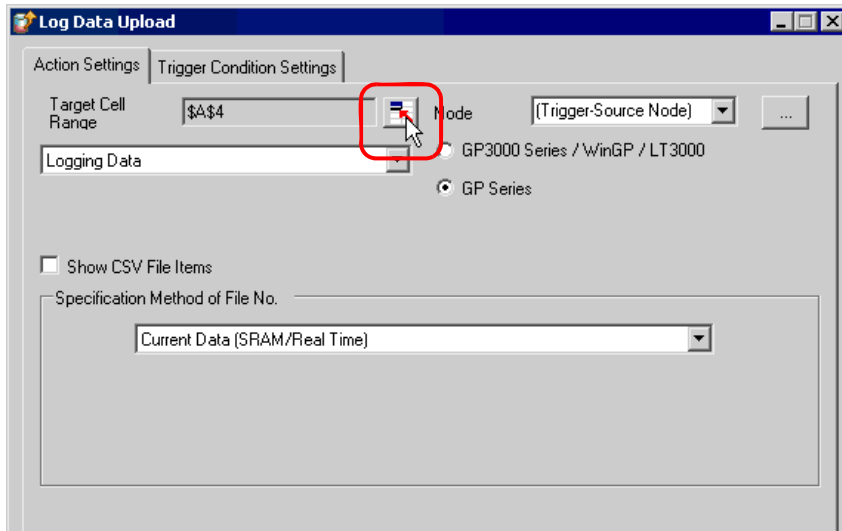 Log Data Upload
Action Settings
Trigger Condition Settings
Target Cell
Range
$A$4
Node
(Trigger-Source Node)
...
Logging Data
GP3000 Series / WinGP / LT3000
GP Series
Show CSV File Items
Specification Method of File No.
Current Data (SRAM/Real Time)